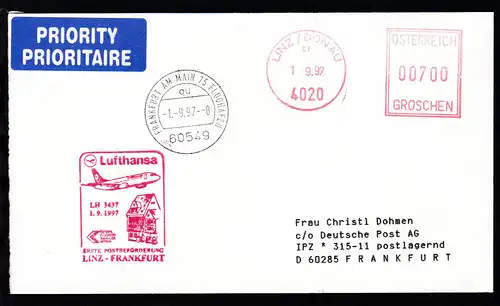 PRIORITY
PRIORITAIRE
FRANKFURT AM MAIN 75 FLUGHAFEN
qu
-1.-9.97--8
60549
LINZ/DONAU
1 9.97
4020
ÖSTERREICH
00700
GROSCHEN
Lufthansa
LH 3437
1.9.1997
ERSTE POSTBEFÖRDERUNG
LINZ - FRANKFURT
Frau Christl Dohmen
c/o Deutsche Post AG
IPZ * 315-11 postlagernd
D 60285 FRANKFURT